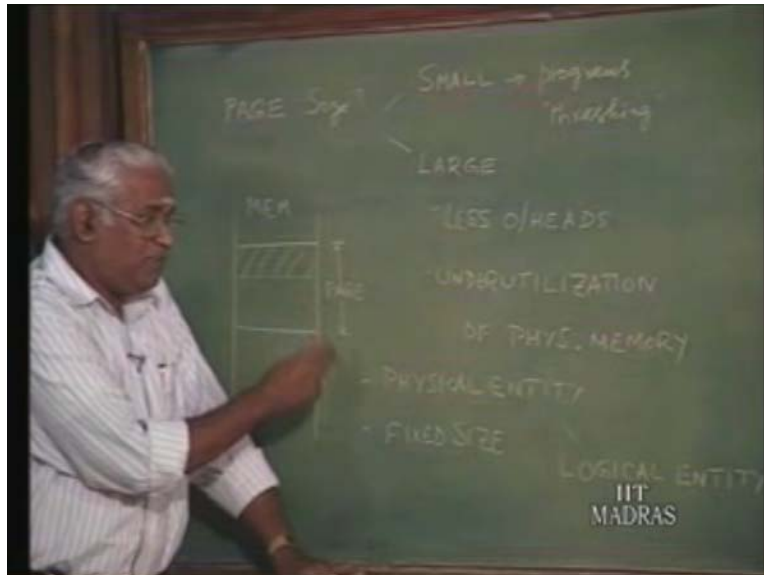 PAGE Size
SMALL → programs
"thrashing"
LARGE
LESS O/HEADS
UNDERUTILIZATION
OF PHYS. MEMORY
MEM
PAGE
- PHYSICAL ENTITY
- FIXED SIZE
LOGICAL ENTITY
IIT
MADRAS